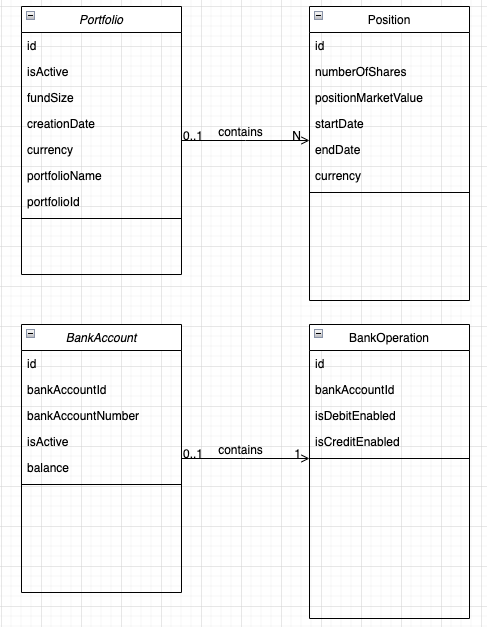 Portfolio
id
isActive
fundSize
creationDate
currency
portfolioName
portfolioId
0..1 contains N
Position
id
numberOfShares
positionMarketValue
startDate
endDate
currency
BankAccount
id
bankAccountId
bankAccountNumber
isActive
balance
0..1 contains 1
BankOperation
id
bankAccountId
isDebitEnabled
isCreditEnabled